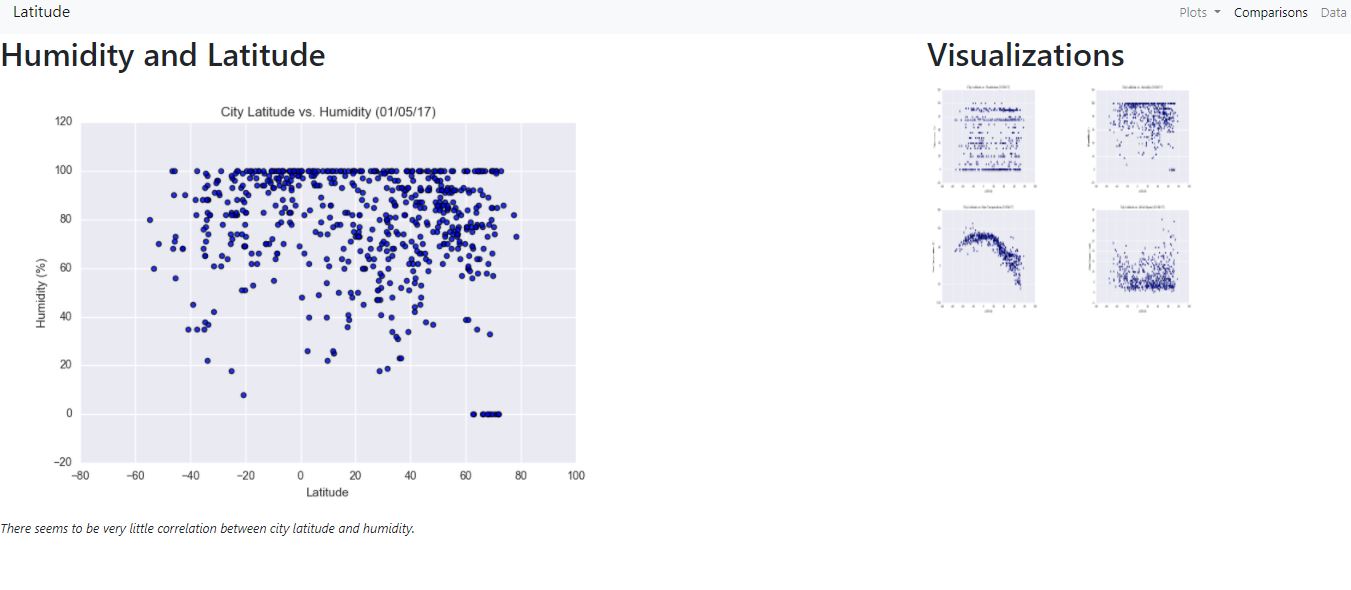 Latitude
Plots Comparisons Data
Humidity and Latitude
Visualizations
City Latitude vs. Humidity (01/05/17)
120
100
80
60
40
20
0
−20
Humidity (%)
−80 −60 −40 −20 0 20 40 60 80 100
Latitude
There seems to be very little correlation between city latitude and humidity.